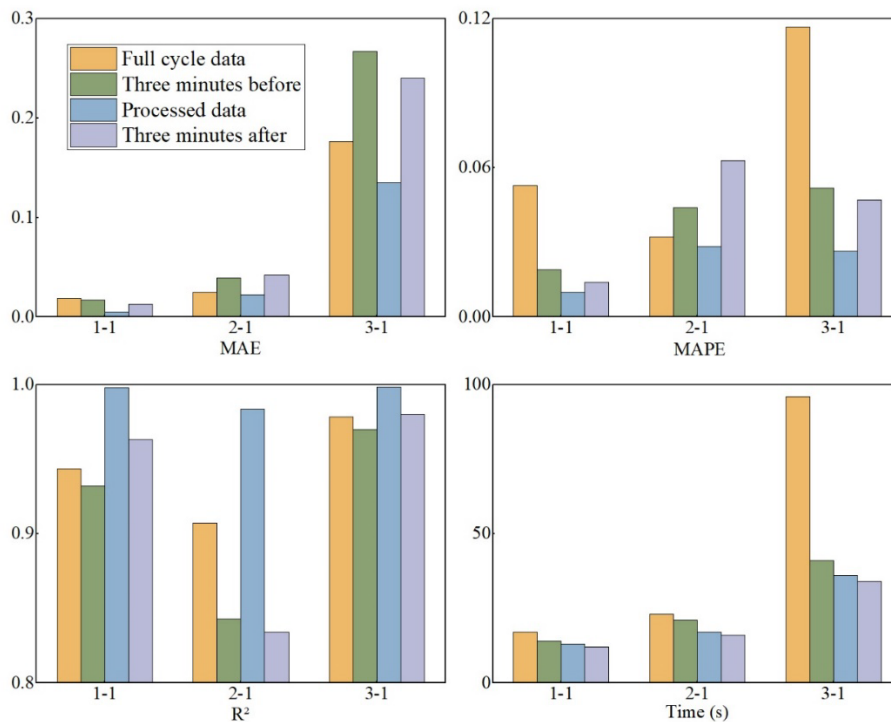 0.3
0.2
0.1
0.0
Full cycle data
Three minutes before
Processed data
Three minutes after
1-1 2-1 3-1
MAE
0.12
0.06
0.00
1-1 2-1 3-1
MAPE
1.0
0.9
0.8
1-1 2-1 3-1
R²
100
50
0
1-1 2-1 3-1
Time (s)